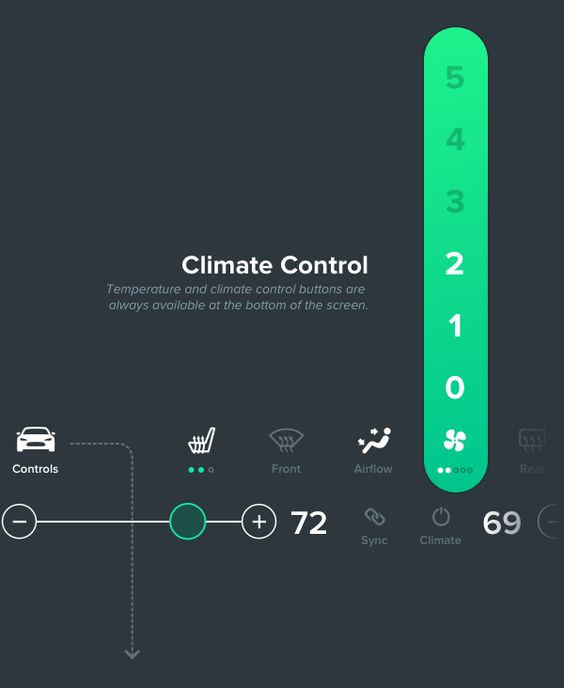 5
4
3
2
1
0
Climate Control
Temperature and climate control buttons are
always available at the bottom of the screen.
Controls
Front
Airflow
Rear
72
Sync
Climate
69